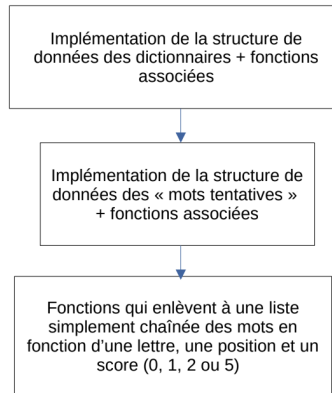 Implémentation de la structure de
données des dictionnaires + fonctions
associées
Implémentation de la structure de
données des « mots tentatives »
+ fonctions associées
Fonctions qui enlèvent à une liste
simplement chaînée des mots en
fonction d’une lettre, une position et un
score (0, 1, 2 ou 5)